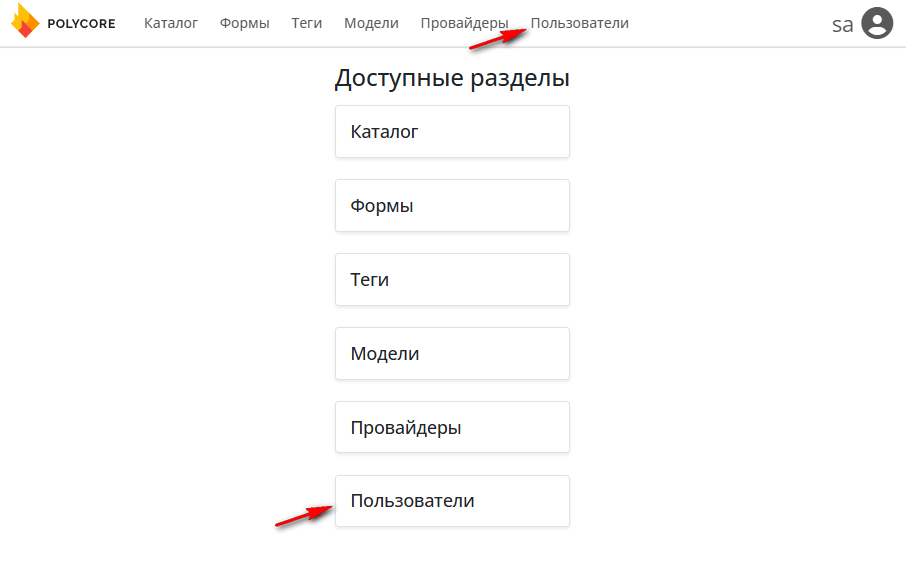 POLYCORE Каталог Формы Теги Модели Провайдеры Пользователи sa
Доступные разделы
Каталог
Формы
Теги
Модели
Провайдеры
Пользователи